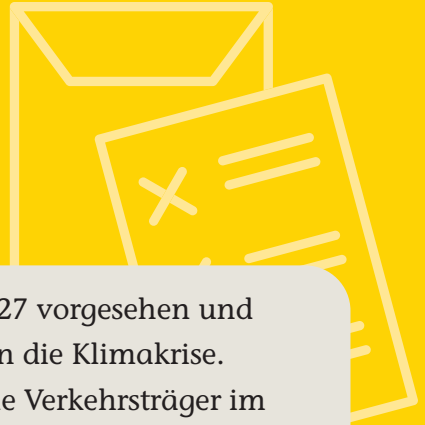 27 vorgesehen und
n die Klimakrise.
e Verkehrsträger im